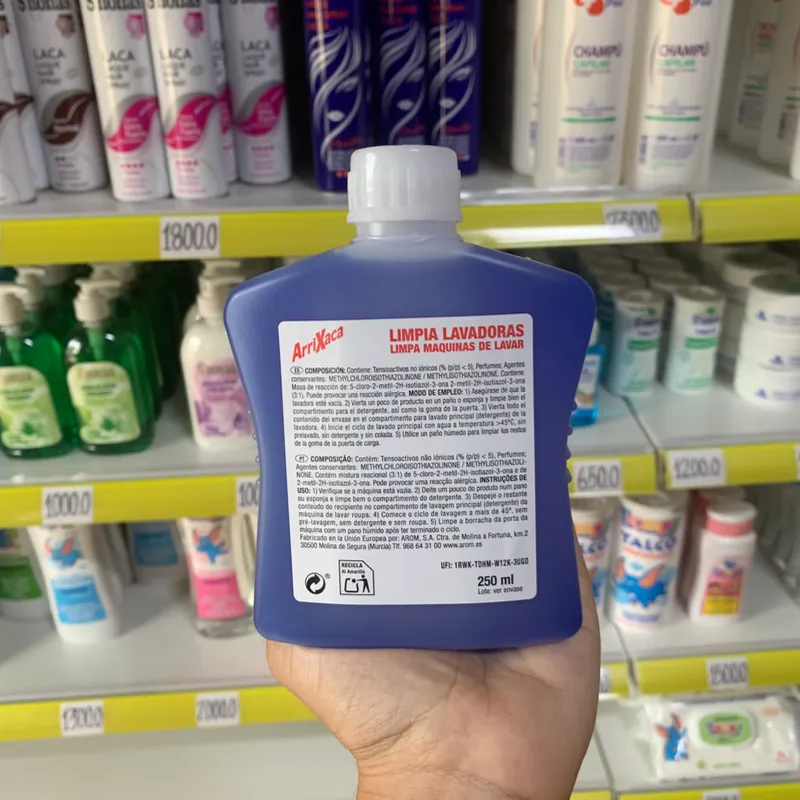 LACA
LACA
LACA
CHAMPÚ
CHAMPÚ
1800.0
ArriXaca
LIMPIA LAVADORAS
LIMPA MAQUINAS DE LAVAR
ES COMPOSICIÓN: Contiene: Tensoactivos no iónicos (% (p/p) < 5), Perfumes; Agentes
conservantes: METHYLCHLOROISOTHIAZOLINONE / METHYLISOTHIAZOLINONE. Contiene
Masa de reacción de: 5-cloro-2-metil-2H-isotiazol-3-ona 2-metil-2H-isotiazol-3-ona
(3:1). Puede provocar una reacción alérgica. MODO DE EMPLEO: 1) Asegúrese de que la
lavadora esté vacía. 2) Vierta un poco de producto en un paño o esponja y limpie bien el
compartimento para el detergente, así como la goma de la puerta. 3) Vierta todo el
contenido del envase en el compartimento para lavado principal (detergente) de la
lavadora. 4) Inicie el ciclo de lavado principal con agua a temperatura >45ºC, sin
prelavado, sin detergente y sin colada. 5) Utilice un paño húmedo para limpiar los restos
de la goma de la puerta de carga.
PT COMPOSIÇÃO: Contém: Tensoactivos não iónicos (% (p/p) < 5), Perfumes;
Agentes conservantes: METHYLCHLOROISOTHIAZOLINONE / METHYLISOTHIAZOLI-
NONE. Contém mistura reacional (3:1) de 5-cloro-2-metil-2H-isotiazol-3-ona e de
2-metil-2H-isotiazol-3-ona. Pode provocar uma reacción alérgica. INSTRUÇÕES DE
USO: 1) Verifique se a máquina está vazia. 2) Deite um pouco do produto num pano
ou esponja e limpe bem o compartimento do detergente. 3) Despeje o restante
conteúdo do recipiente no compartimento de lavagem principal (detergente) da
máquina de lavar roupa. 4) Comece o ciclo de lavagem a mais de 45°, sem
pré-lavagem, sem detergente e sem roupa. 5) Limpe a borracha da porta da
máquina com um pano húmido após ter terminado o ciclo.
Fabricado en la Unión Europea por: AROM, S.A. Ctra. de Molina a Fortuna, km.2
30500 Molina de Segura (Murcia) Tlf. 968 64 31 00 www.arom.es
RECICLA
Al Amarillo
UFI: 1RWK-TDHM-W12K-3UGD
250 ml
Lote: ver envase
1000.0
650.0
1200.0
TALCO
1300.0
2000.0
1500.0